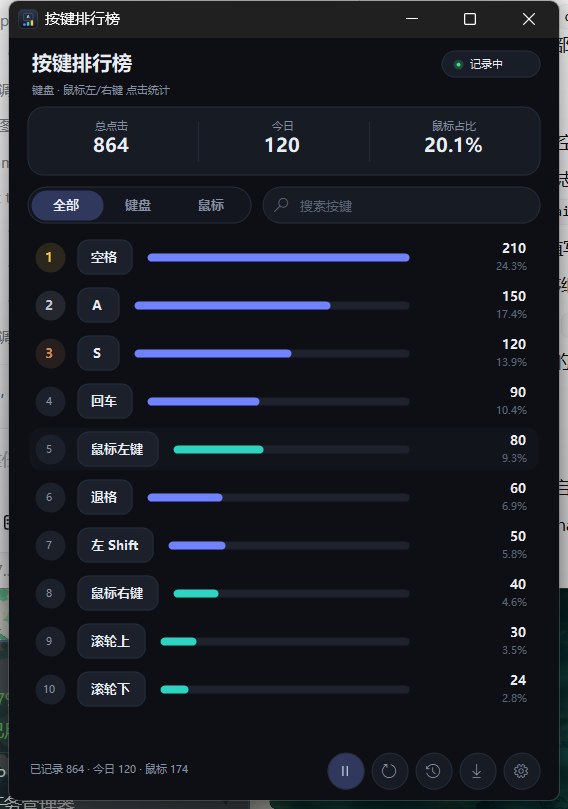 按键排行榜
按键排行榜
记录中
键盘 · 鼠标左/右键 点击统计
总点击
864
今日
120
鼠标占比
20.1%
全部
键盘
鼠标
搜索按键
1
空格
210
24.3%
2
A
150
17.4%
3
S
120
13.9%
4
回车
90
10.4%
5
鼠标左键
80
9.3%
6
退格
60
6.9%
7
左 Shift
50
5.8%
8
鼠标右键
40
4.6%
9
滚轮上
30
3.5%
10
滚轮下
24
2.8%
已记录 864 · 今日 120 · 鼠标 174